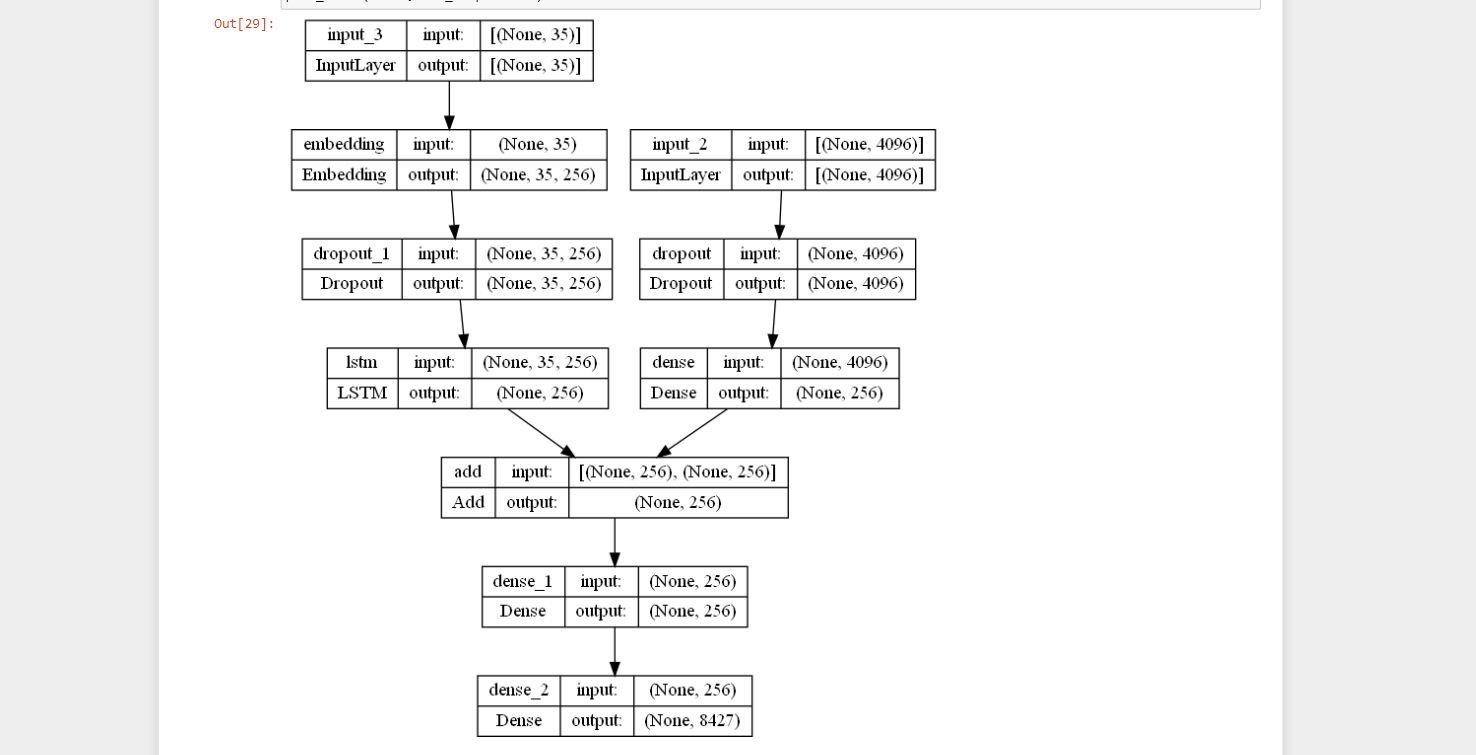 Out[29]:
input_3 input: [(None, 35)]
InputLayer output: [(None, 35)]
embedding input: (None, 35)
Embedding output: (None, 35, 256)
input_2 input: [(None, 4096)]
InputLayer output: [(None, 4096)]
dropout_1 input: (None, 35, 256)
Dropout output: (None, 35, 256)
dropout input: (None, 4096)
Dropout output: (None, 4096)
lstm input: (None, 35, 256)
LSTM output: (None, 256)
dense input: (None, 4096)
Dense output: (None, 256)
add input: [(None, 256), (None, 256)]
Add output: (None, 256)
dense_1 input: (None, 256)
Dense output: (None, 256)
dense_2 input: (None, 256)
Dense output: (None, 8427)